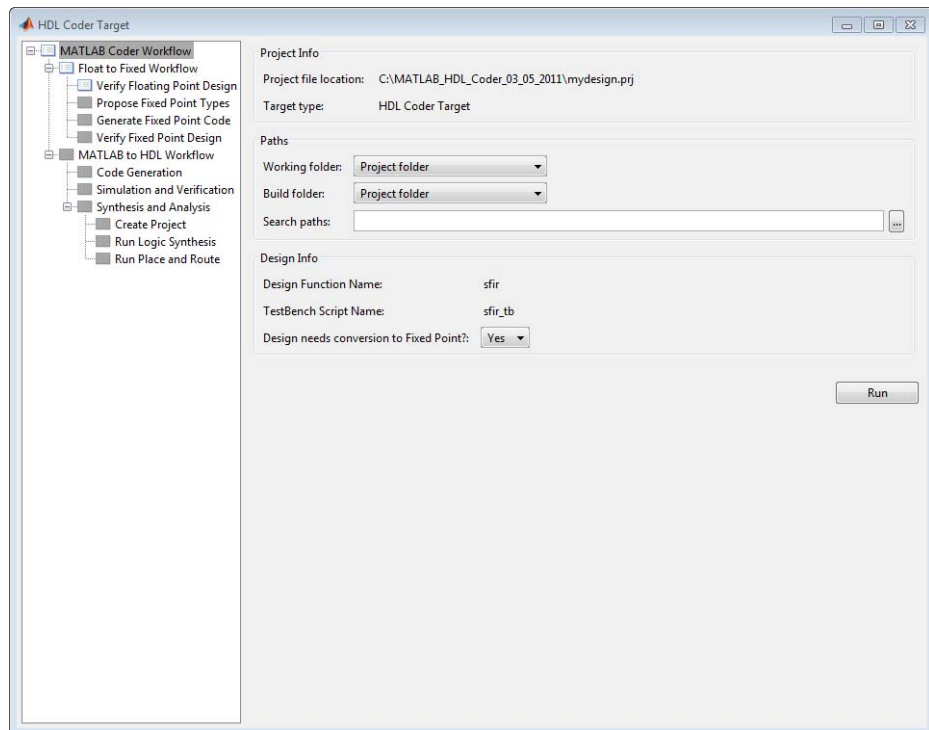 HDL Coder Target
MATLAB Coder Workflow
Float to Fixed Workflow
Verify Floating Point Design
Propose Fixed Point Types
Generate Fixed Point Code
Verify Fixed Point Design
MATLAB to HDL Workflow
Code Generation
Simulation and Verification
Synthesis and Analysis
Create Project
Run Logic Synthesis
Run Place and Route
Project Info
Project file location: C:\MATLAB_HDL_Coder_03_05_2011\mydesign.prj
Target type: HDL Coder Target
Paths
Working folder: Project folder
Build folder: Project folder
Search paths: ...
Design Info
Design Function Name: sfir
TestBench Script Name: sfir_tb
Design needs conversion to Fixed Point?: Yes
Run